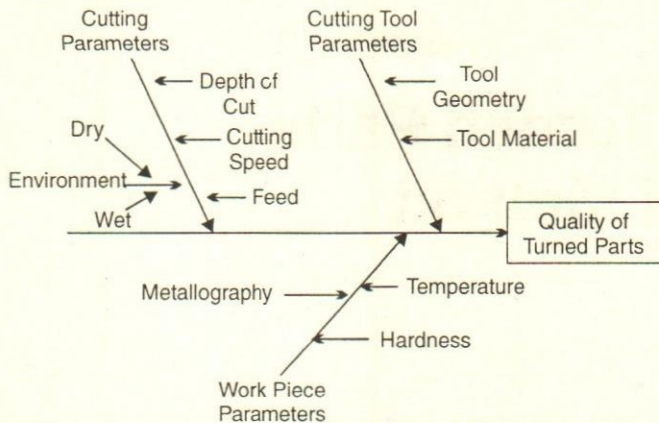 Cutting
Parameters
Cutting Tool
Parameters
Depth of
Cut
Tool
Geometry
Dry
Cutting
Speed
Tool Material
Environment
Wet
Feed
Quality of
Turned Parts
Metallography
Temperature
Hardness
Work Piece
Parameters